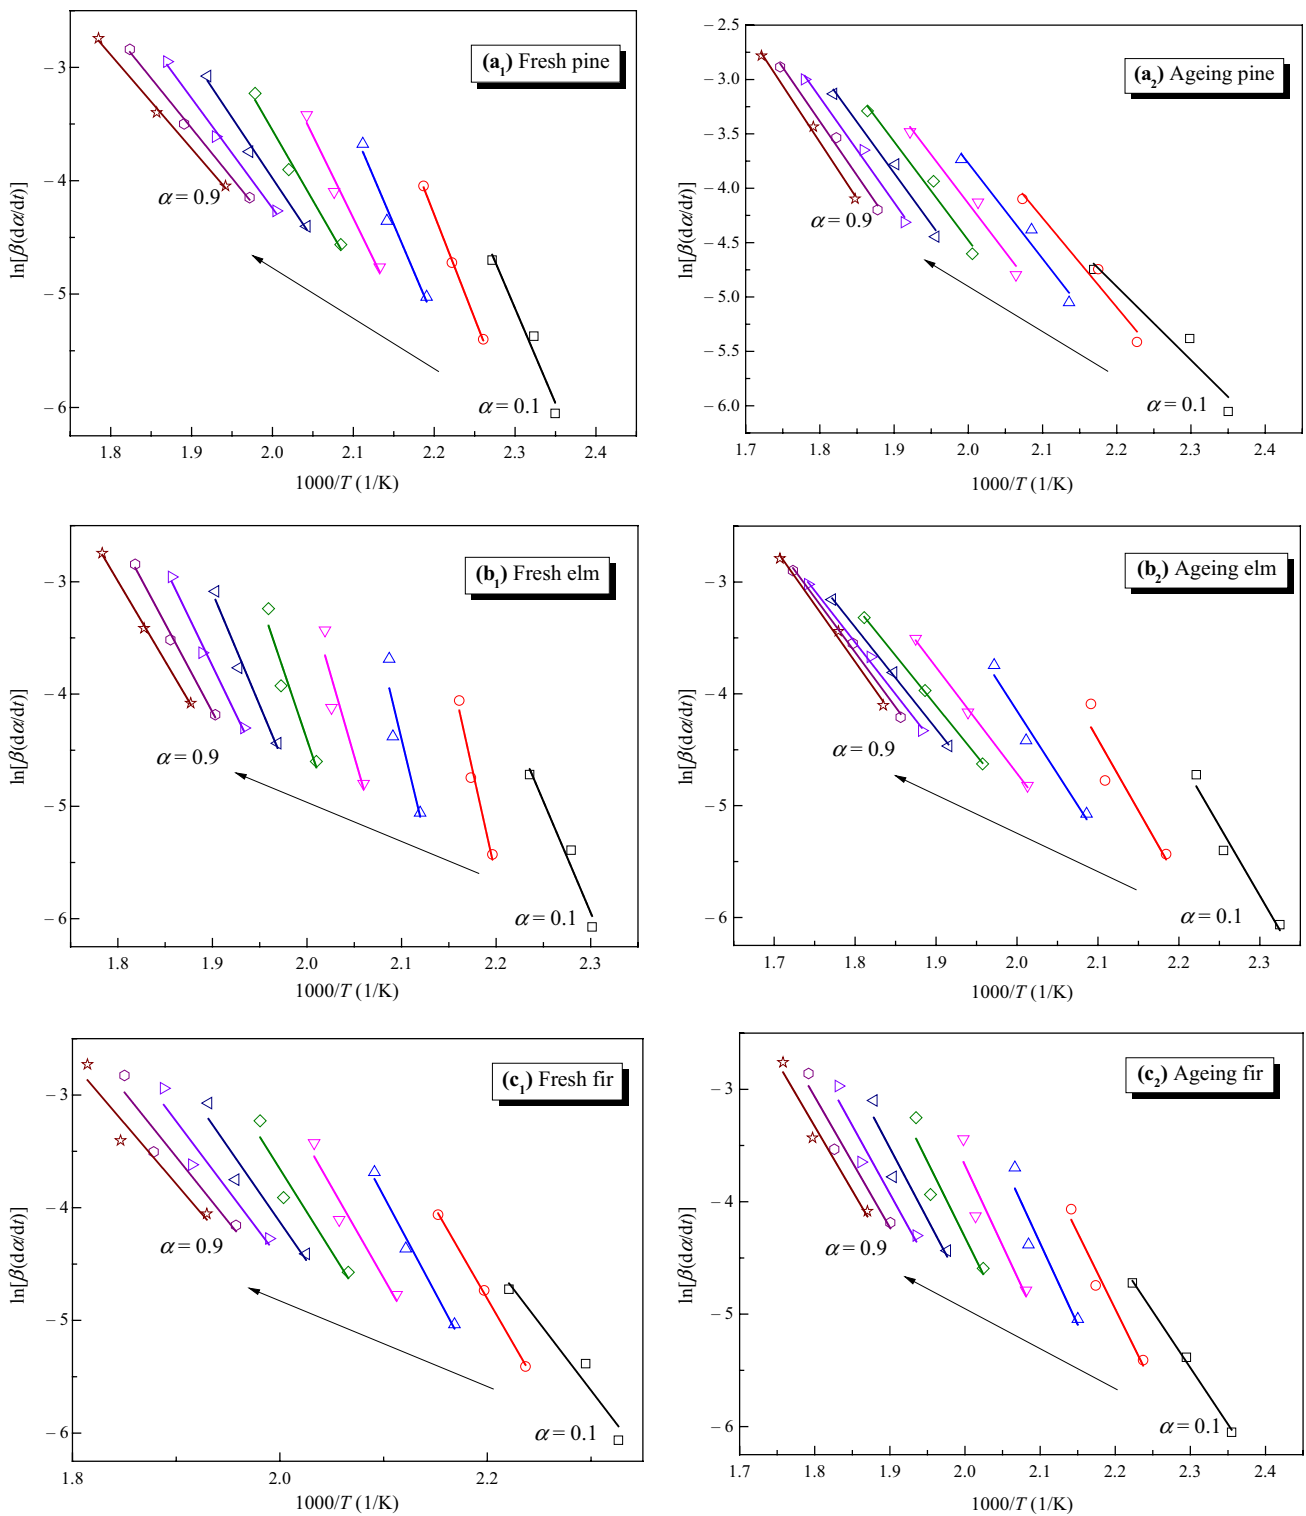 (a1) Fresh pine
ln[β(dα/dt)]
−3
−4
−5
−6
α = 0.9
α = 0.1
1.8 1.9 2.0 2.1 2.2 2.3 2.4
1000/T (1/K)
(a2) Ageing pine
ln[β(dα/dt)]
−2.5
−3.0
−3.5
−4.0
−4.5
−5.0
−5.5
−6.0
α = 0.9
α = 0.1
1.7 1.8 1.9 2.0 2.1 2.2 2.3 2.4
1000/T (1/K)
(b1) Fresh elm
ln[β(dα/dt)]
−3
−4
−5
−6
α = 0.9
α = 0.1
1.8 1.9 2.0 2.1 2.2 2.3
1000/T (1/K)
(b2) Ageing elm
ln[β(dα/dt)]
−3
−4
−5
−6
α = 0.9
α = 0.1
1.7 1.8 1.9 2.0 2.1 2.2 2.3
1000/T (1/K)
(c1) Fresh fir
ln[β(dα/dt)]
−3
−4
−5
−6
α = 0.9
α = 0.1
1.8 2.0 2.2
1000/T (1/K)
(c2) Ageing fir
ln[β(dα/dt)]
−3
−4
−5
−6
α = 0.9
α = 0.1
1.7 1.8 1.9 2.0 2.1 2.2 2.3 2.4
1000/T (1/K)